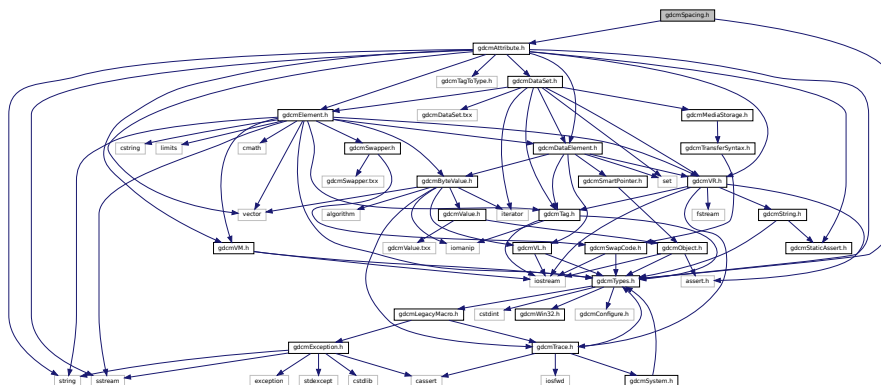 gdcmSpacing.h
gdcmAttribute.h
gdcmTagToType.h
gdcmDataSet.h
gdcmElement.h
gdcmDataSet.txx
gdcmMediaStorage.h
cstring
limits
cmath
gdcmSwapper.h
gdcmDataElement.h
gdcmTransferSyntax.h
gdcmSwapper.txx
gdcmByteValue.h
gdcmSmartPointer.h
set
gdcmVR.h
vector
algorithm
gdcmValue.h
iterator
gdcmTag.h
fstream
gdcmString.h
gdcmVM.h
gdcmValue.txx
iomanip
gdcmVL.h
gdcmSwapCode.h
gdcmObject.h
gdcmStaticAssert.h
iostream
gdcmTypes.h
assert.h
gdcmLegacyMacro.h
cstdint
gdcmWin32.h
gdcmConfigure.h
gdcmException.h
gdcmTrace.h
string
sstream
exception
stdexcept
cstdlib
cassert
iosfwd
gdcmSystem.h